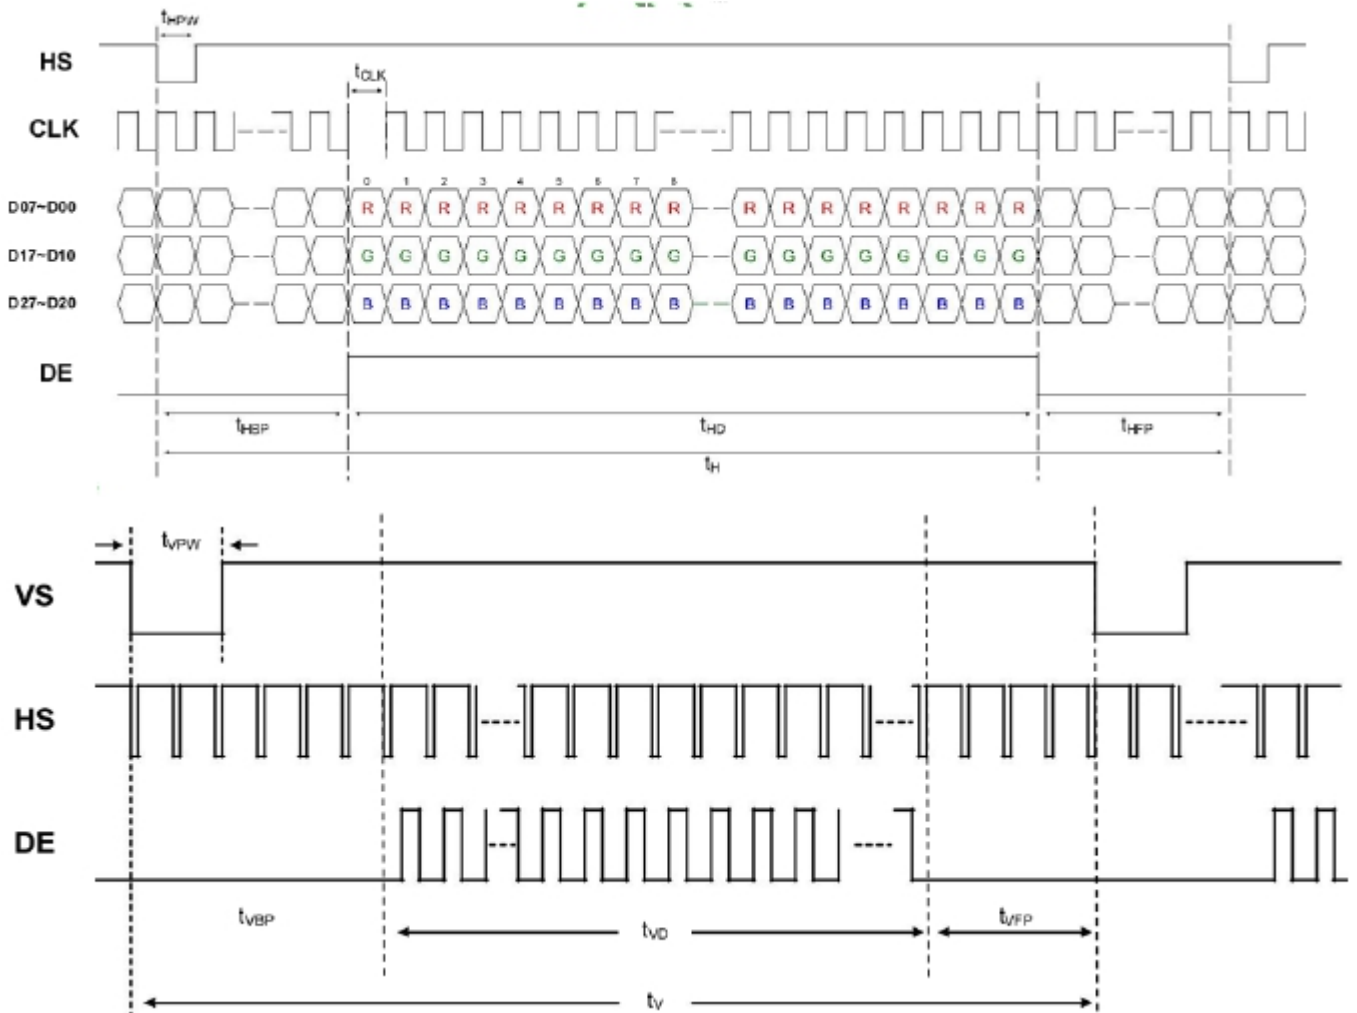 tHPW
HS
tCLK
CLK
0 1 2 3 4 5 6 7 8
D07~D00 R R R R R R R R R R R R R R R R R
D17~D10 G G G G G G G G G G G G G G G G G
D27~D20 B B B B B B B B B B B B B B B B B
DE
tHBP tHD tHFP
tH
tVPW
VS
HS
DE
tVBP tVD tVFP
tV